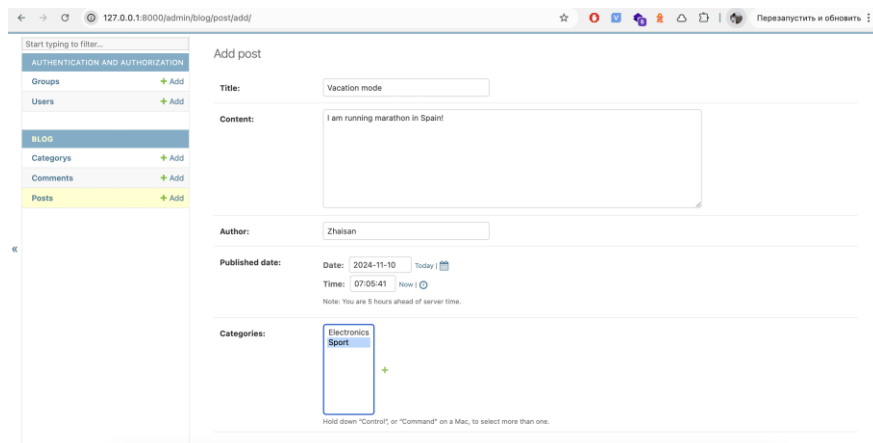 127.0.0.1:8000/admin/blog/post/add/
Перезапустить и обновить
Start typing to filter...
AUTHENTICATION AND AUTHORIZATION
Groups + Add
Users + Add
BLOG
Categorys + Add
Comments + Add
Posts + Add
«
Add post
Title: Vacation mode
Content: I am running marathon in Spain!
Author: Zhaisan
Published date: Date: 2024-11-10 Today |
Time: 07:05:41 Now |
Note: You are 5 hours ahead of server time.
Categories: Electronics
Sport
+
Hold down "Control", or "Command" on a Mac, to select more than one.